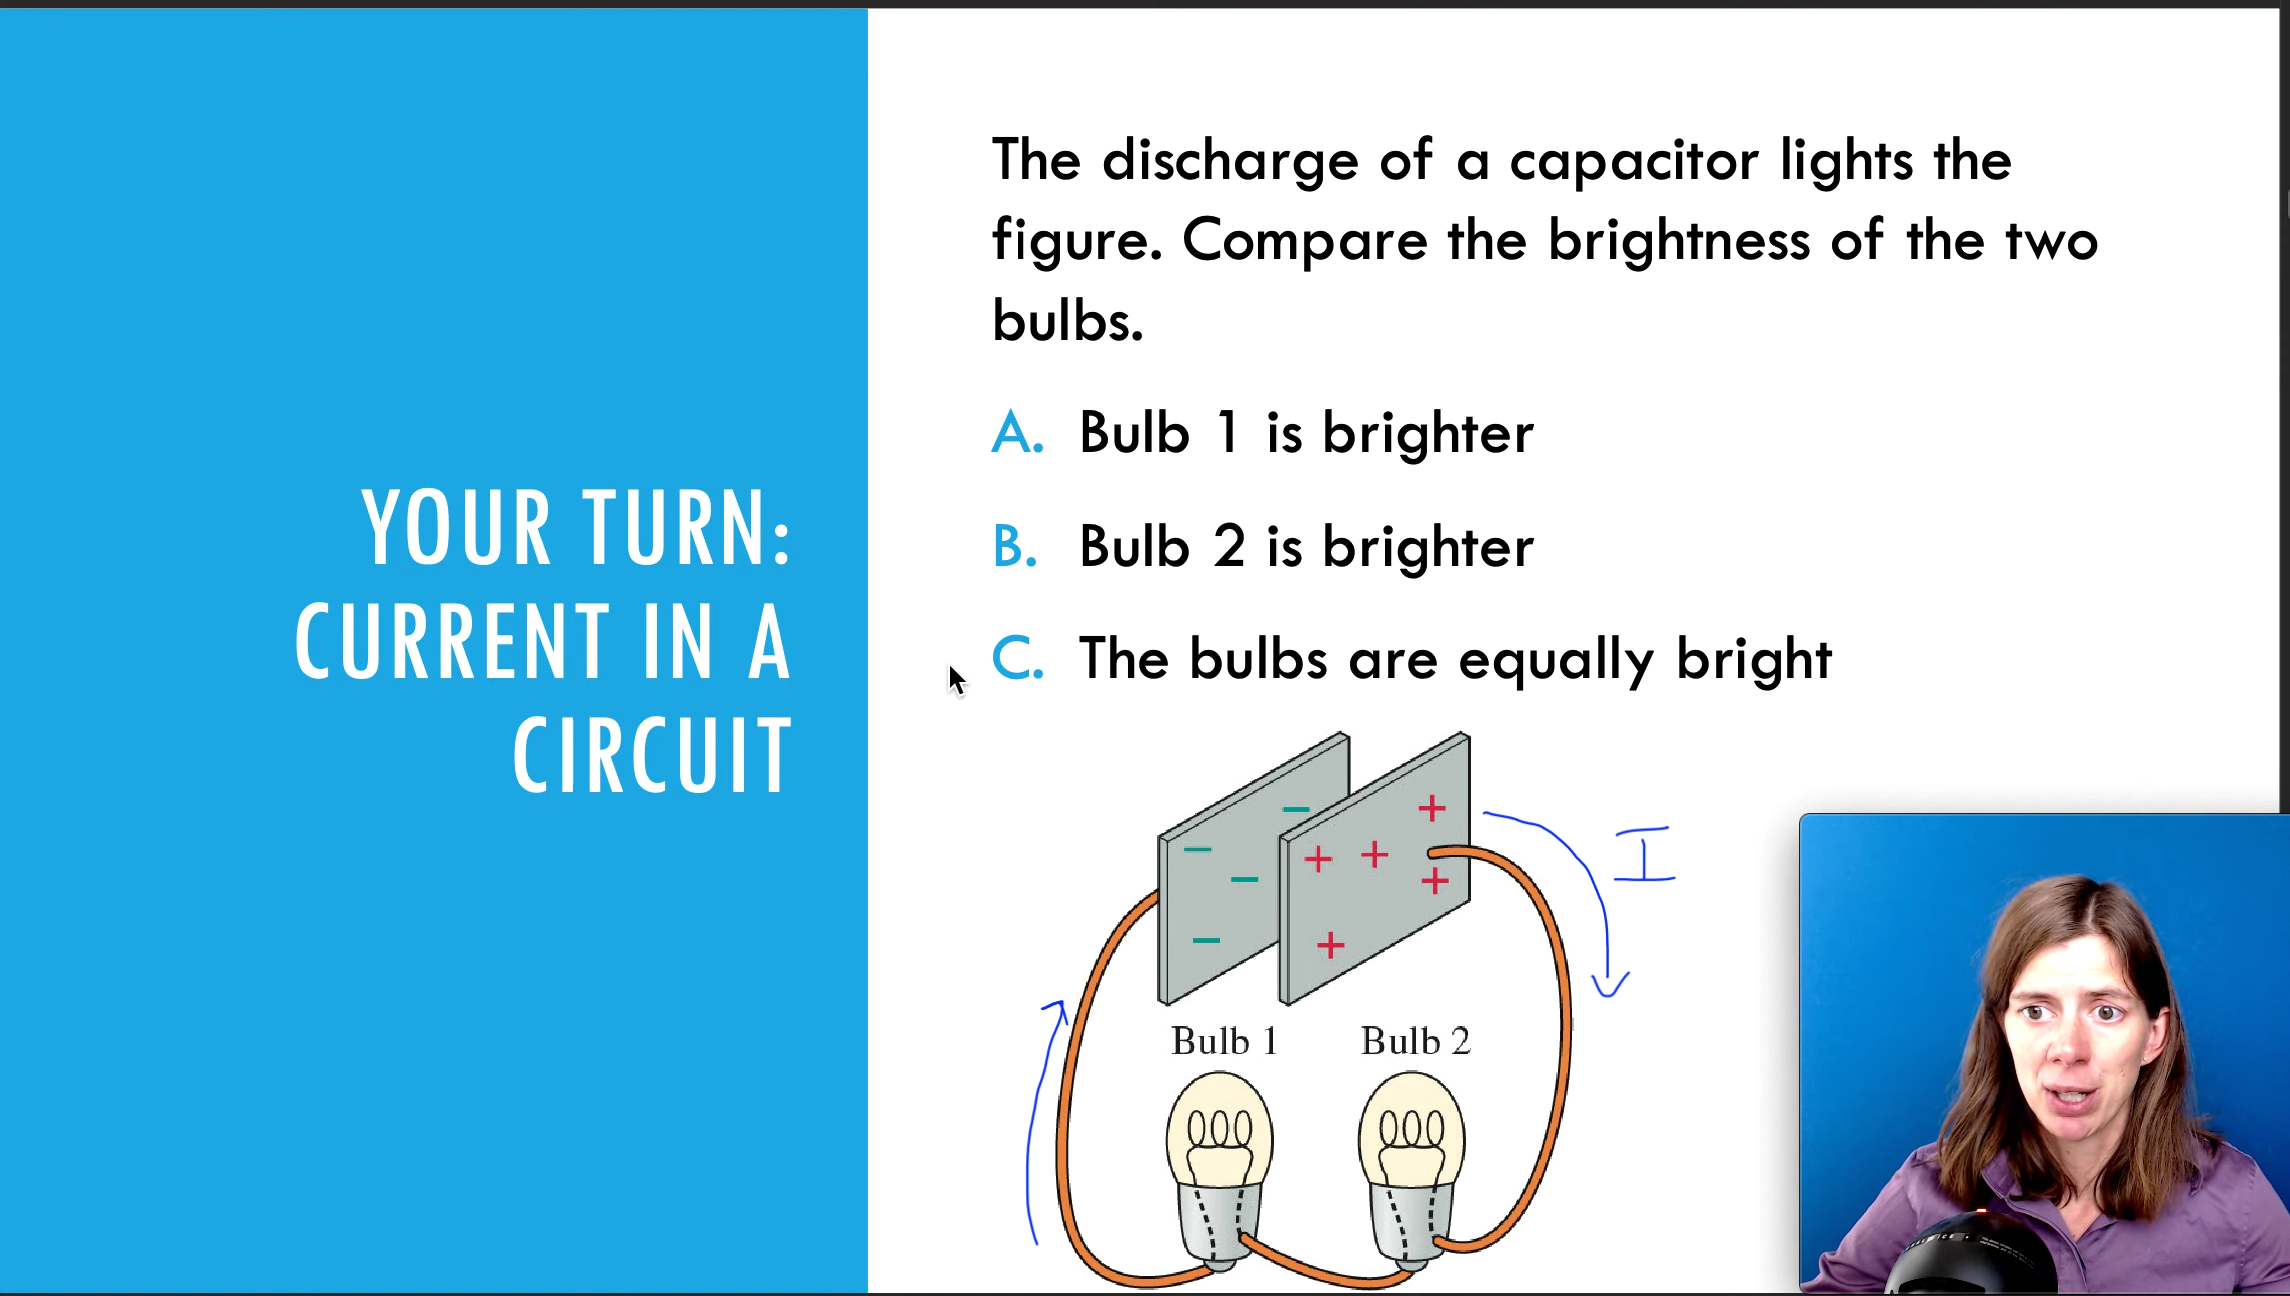 YOUR TURN:
CURRENT IN A
CIRCUIT
The discharge of a capacitor lights the
figure. Compare the brightness of the two
bulbs.
A. Bulb 1 is brighter
B. Bulb 2 is brighter
C. The bulbs are equally bright
− + I
− + +
− +
− +
Bulb 1 Bulb 2